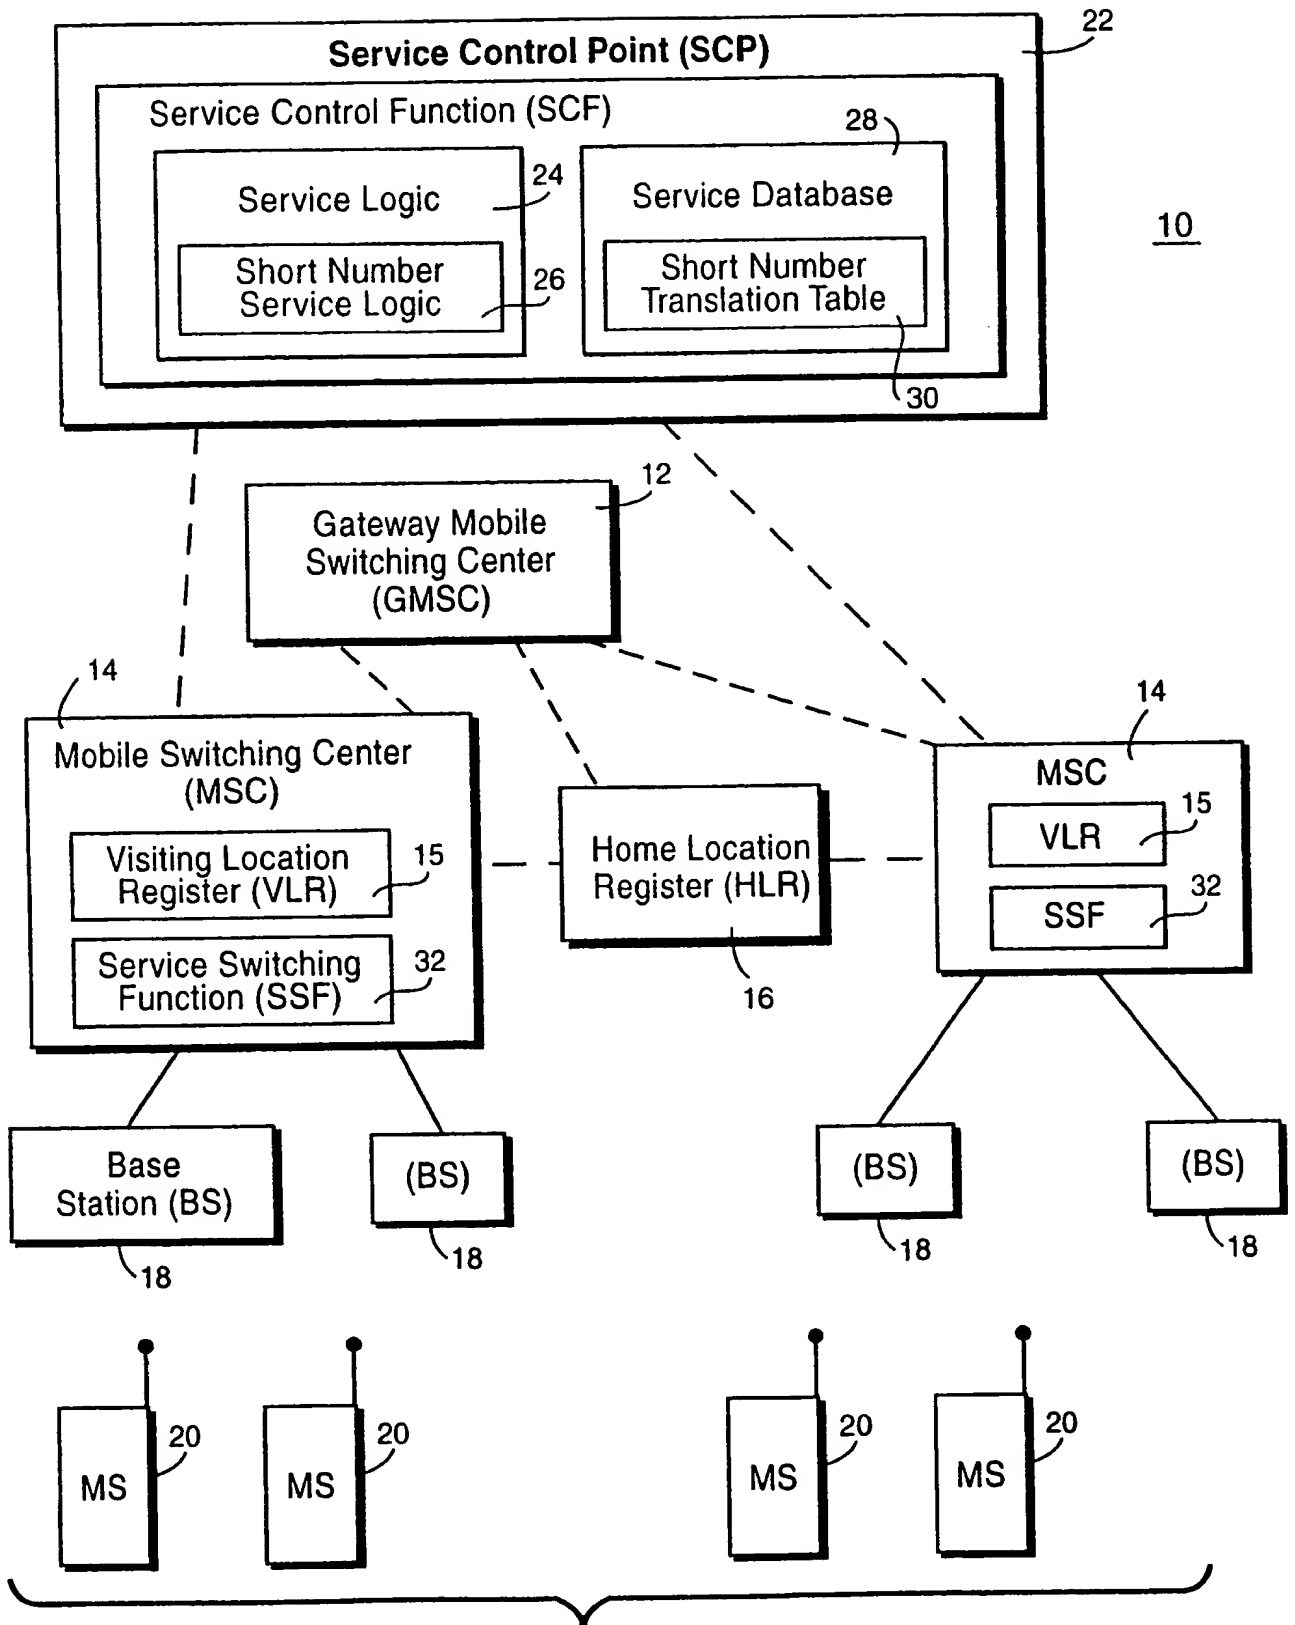 22
Service Control Point (SCP)
Service Control Function (SCF)
28
24
Service Logic
Service Database
10
Short Number
Service Logic
26
Short Number
Translation Table
30
12
Gateway Mobile
Switching Center
(GMSC)
14
Mobile Switching Center
(MSC)
Visiting Location
Register (VLR)
15
Service Switching
Function (SSF)
32
Home Location
Register (HLR)
16
14
MSC
VLR
15
SSF
32
Base
Station (BS)
18
(BS)
18
(BS)
18
(BS)
18
MS
20
MS
20
MS
20
MS
20